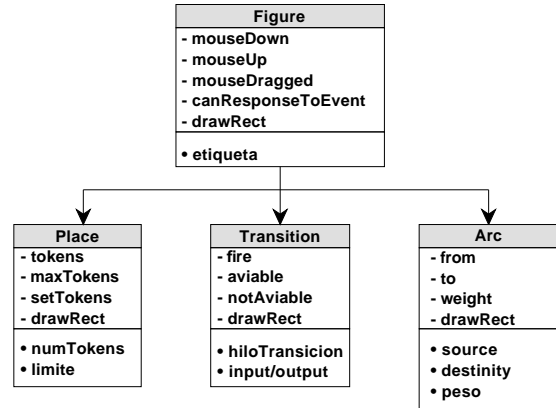 Figure
- mouseDown
- mouseUp
- mouseDragged
- canResponseToEvent
- drawRect
• etiqueta
Place
- tokens
- maxTokens
- setTokens
- drawRect
• numTokens
• limite
Transition
- fire
- aviable
- notAviable
- drawRect
• hiloTransicion
• input/output
Arc
- from
- to
- weight
- drawRect
• source
• destinity
• peso